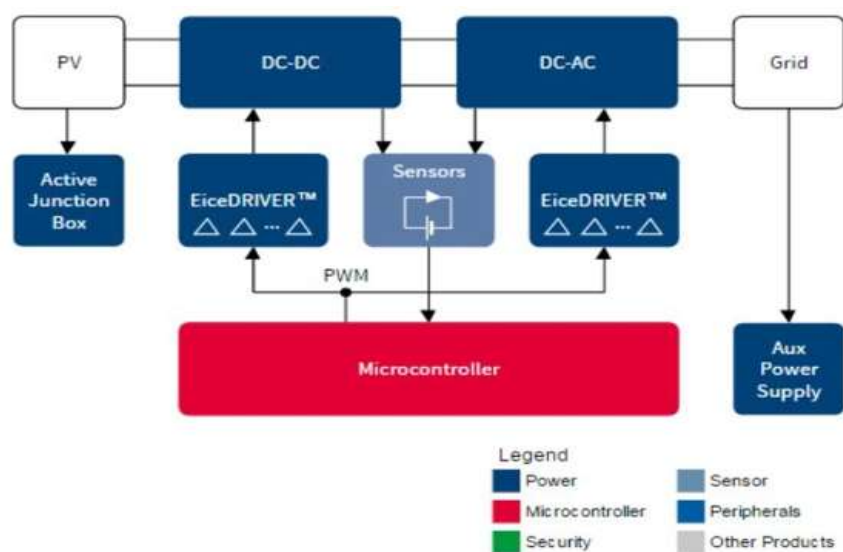 PV
DC-DC
DC-AC
Grid
Active
Junction
Box
EiceDRIVER™
...
Sensors
EiceDRIVER™
...
PWM
Microcontroller
Aux
Power
Supply
Legend
Power
Sensor
Microcontroller
Peripherals
Security
Other Products